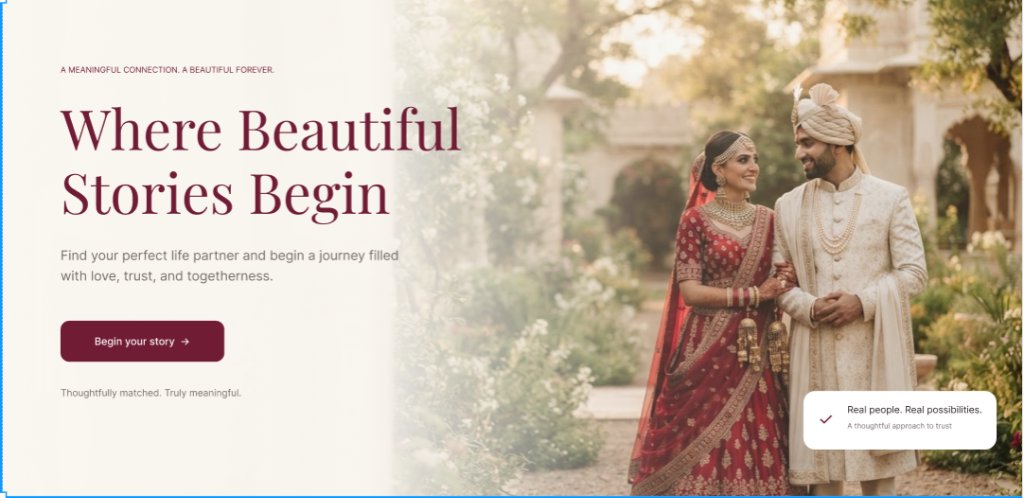 A MEANINGFUL CONNECTION. A BEAUTIFUL FOREVER.
Where Beautiful
Stories Begin
Find your perfect life partner and begin a journey filled
with love, trust, and togetherness.
Begin your story →
Thoughtfully matched. Truly meaningful.
Real people. Real possibilities.
A thoughtful approach to trust